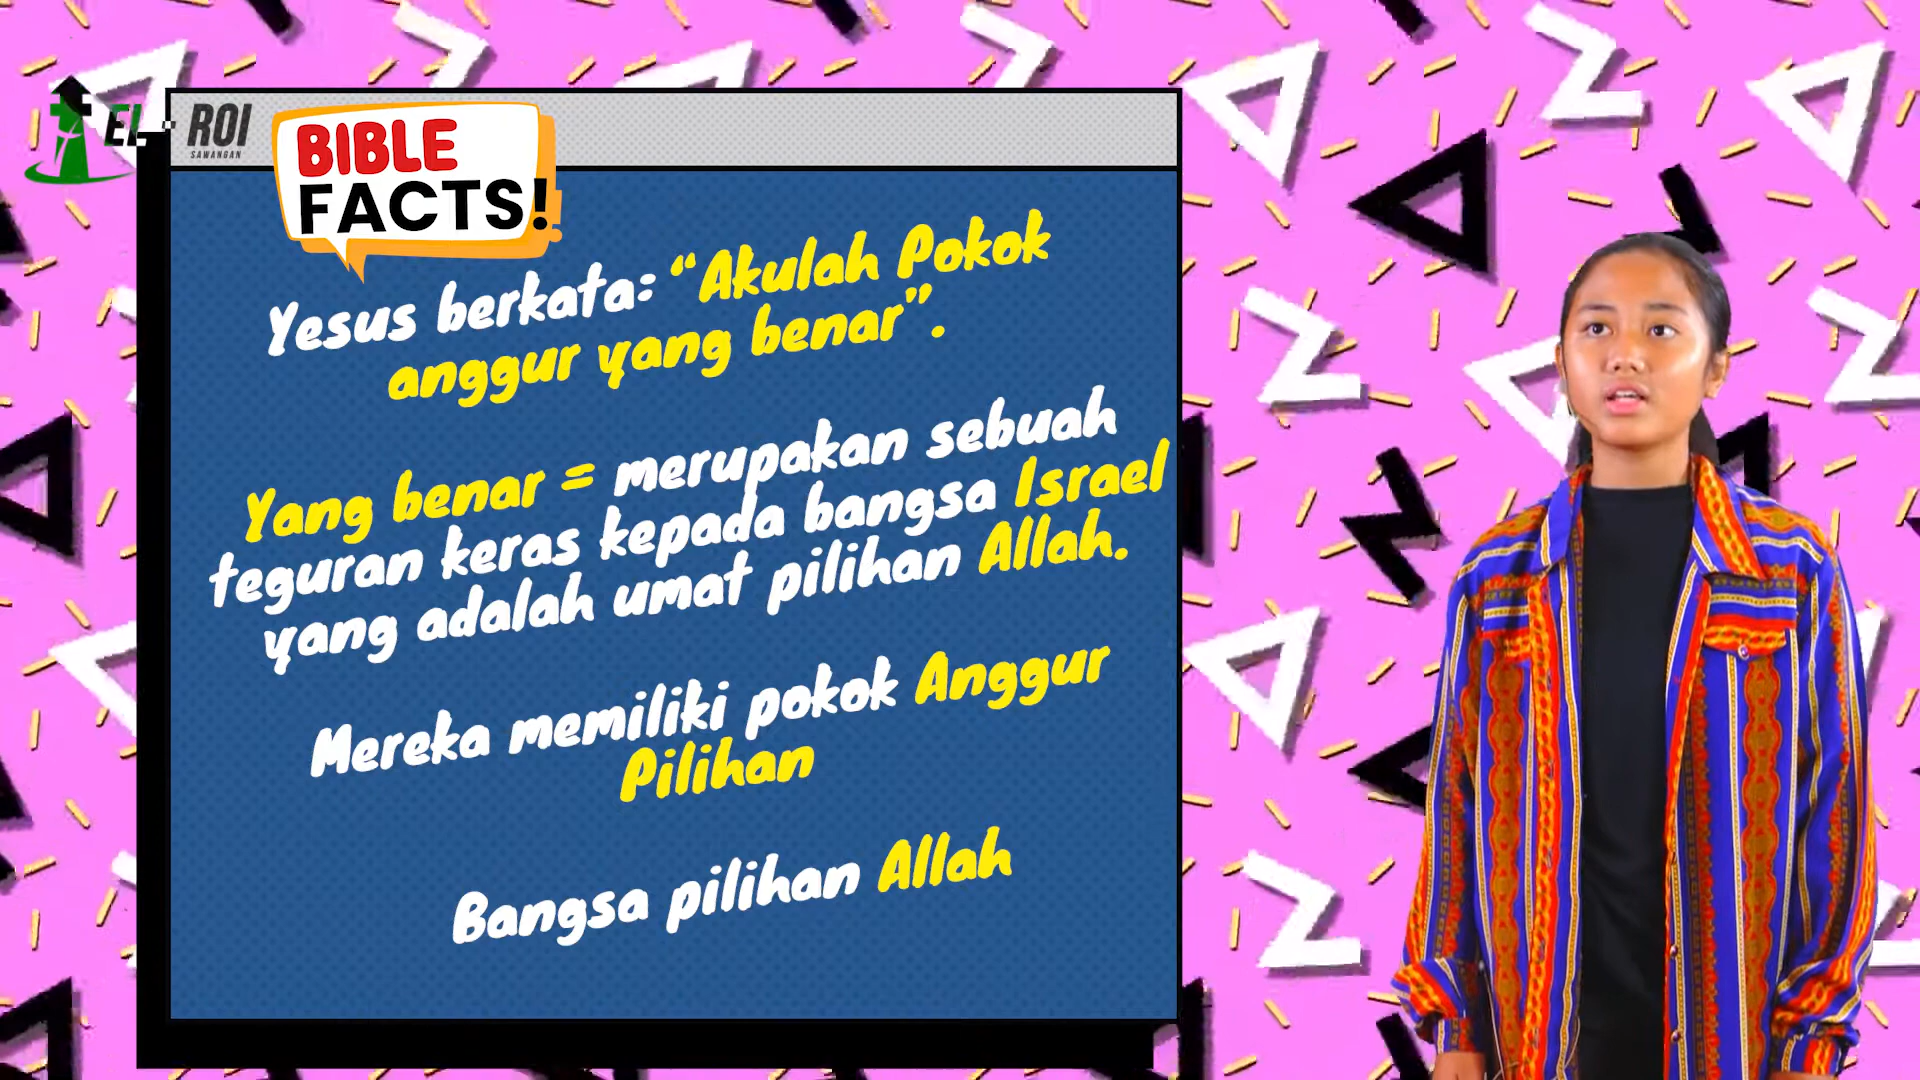 EL - ROI
SAWANGAN
BIBLE
FACTS!
Yesus berkata: “Akulah Pokok
anggur yang benar”.
Yang benar = merupakan sebuah
teguran keras kepada bangsa Israel
yang adalah umat pilihan Allah.
Mereka memiliki pokok Anggur
Pilihan
Bangsa pilihan Allah